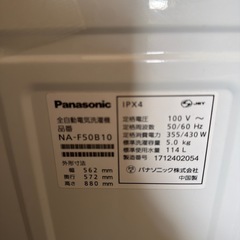 Panasonic
全自動電気洗濯機
品番
NA-F50B10
外形寸法
幅 562 mm
奥行 572 mm
高さ 880 mm
IPX4
JET
定格電圧 100 V~
定格周波数 50/60 Hz
定格消費電力 355/430 W
標準洗濯容量 5.0 kg
標準使用水量 114 L
製造番号 1712402054
パナソニック株式会社
中国製